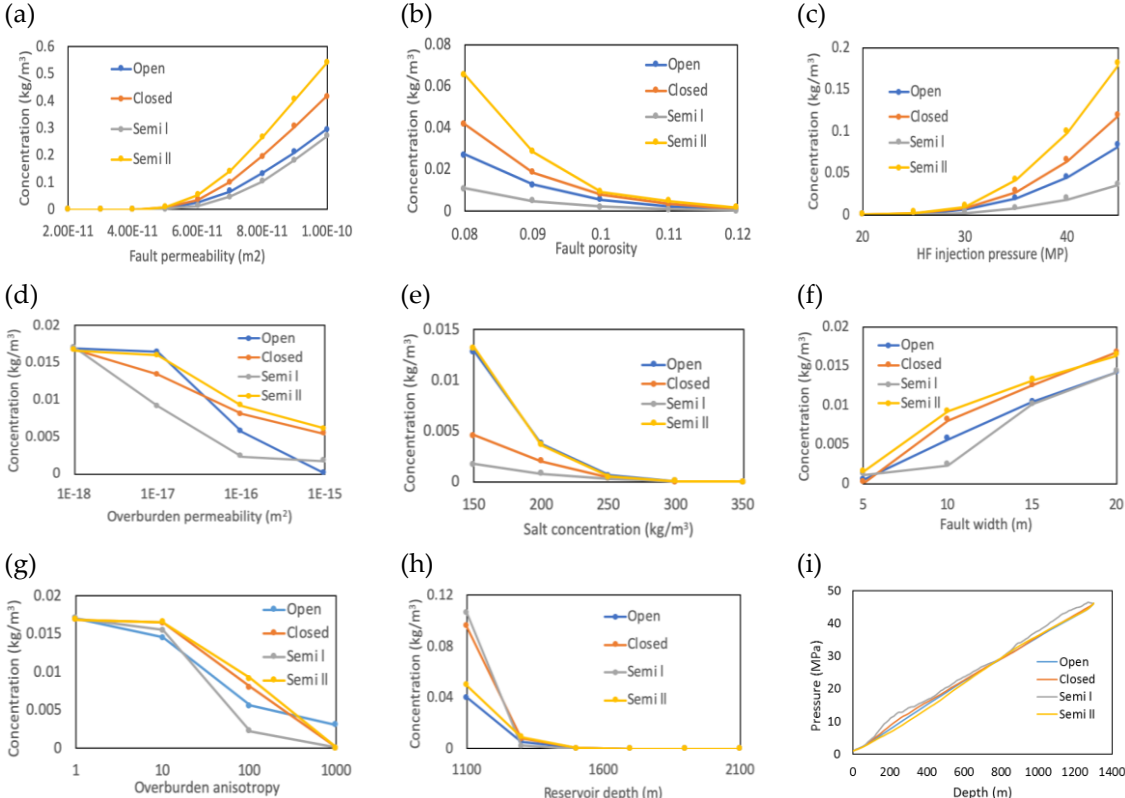 (a)
Concentration (kg/m³)
0.6
0.5
0.4
0.3
0.2
0.1
0
Open
Closed
Semi I
Semi II
2.00E-11 4.00E-11 6.00E-11 8.00E-11 1.00E-10
Fault permeability (m2)
(b)
Concentration (kg/m³)
0.08
0.06
0.04
0.02
0
Open
Closed
Semi I
Semi II
0.08 0.09 0.1 0.11 0.12
Fault porosity
(c)
Concentration (kg/m³)
0.2
0.15
0.1
0.05
0
Open
Closed
Semi I
Semi II
20 30 40
HF injection pressure (MP)
(d)
Concentration (kg/m³)
0.02
0.015
0.01
0.005
0
Open
Closed
Semi I
Semi II
1E-18 1E-17 1E-16 1E-15
Overburden permeability (m²)
(e)
Concentration (kg/m³)
0.015
0.01
0.005
0
Open
Closed
Semi I
Semi II
150 200 250 300 350
Salt concentration (kg/m³)
(f)
Concentration (kg/m³)
0.02
0.015
0.01
0.005
0
Open
Closed
Semi I
Semi II
5 10 15 20
Fault width (m)
(g)
Concentration (kg/m³)
0.02
0.015
0.01
0.005
0
Open
Closed
Semi I
Semi II
1 10 100 1000
Overburden anisotropy
(h)
Concentration (kg/m³)
0.12
0.08
0.04
0
Open
Closed
Semi I
Semi II
1100 1600 2100
Reservoir depth (m)
(i)
Pressure (MPa)
50
40
30
20
10
0
Open
Closed
Semi I
Semi II
0 200 400 600 800 1000 1200 1400
Depth (m)